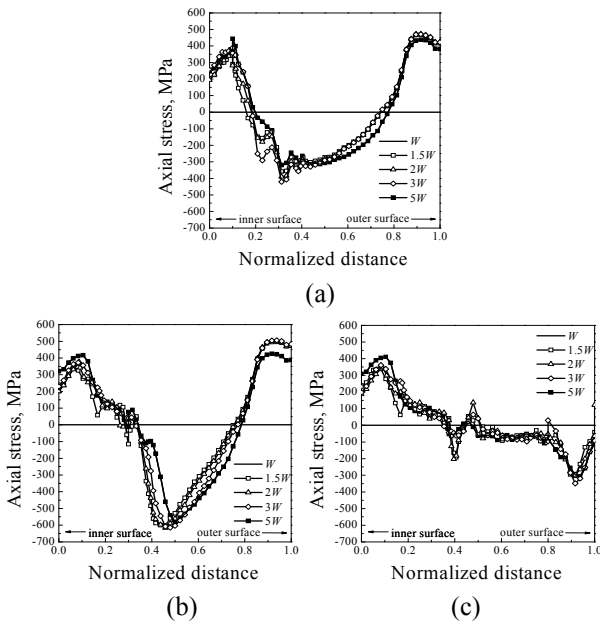 600
500
400
300
200
100
0
-100
-200
-300
-400
-500
-600
-700
Axial stress, MPa
W
1.5W
2W
3W
5W
inner surface
outer surface
0.0 0.2 0.4 0.6 0.8 1.0
Normalized distance
(a)
600
500
400
300
200
100
0
-100
-200
-300
-400
-500
-600
-700
Axial stress, MPa
W
1.5W
2W
3W
5W
inner surface
outer surface
0.0 0.2 0.4 0.6 0.8 1.0
Normalized distance
(b)
600
500
400
300
200
100
0
-100
-200
-300
-400
-500
-600
-700
Axial stress, MPa
W
1.5W
2W
3W
5W
inner surface
outer surface
0.0 0.2 0.4 0.6 0.8 1.0
Normalized distance
(c)